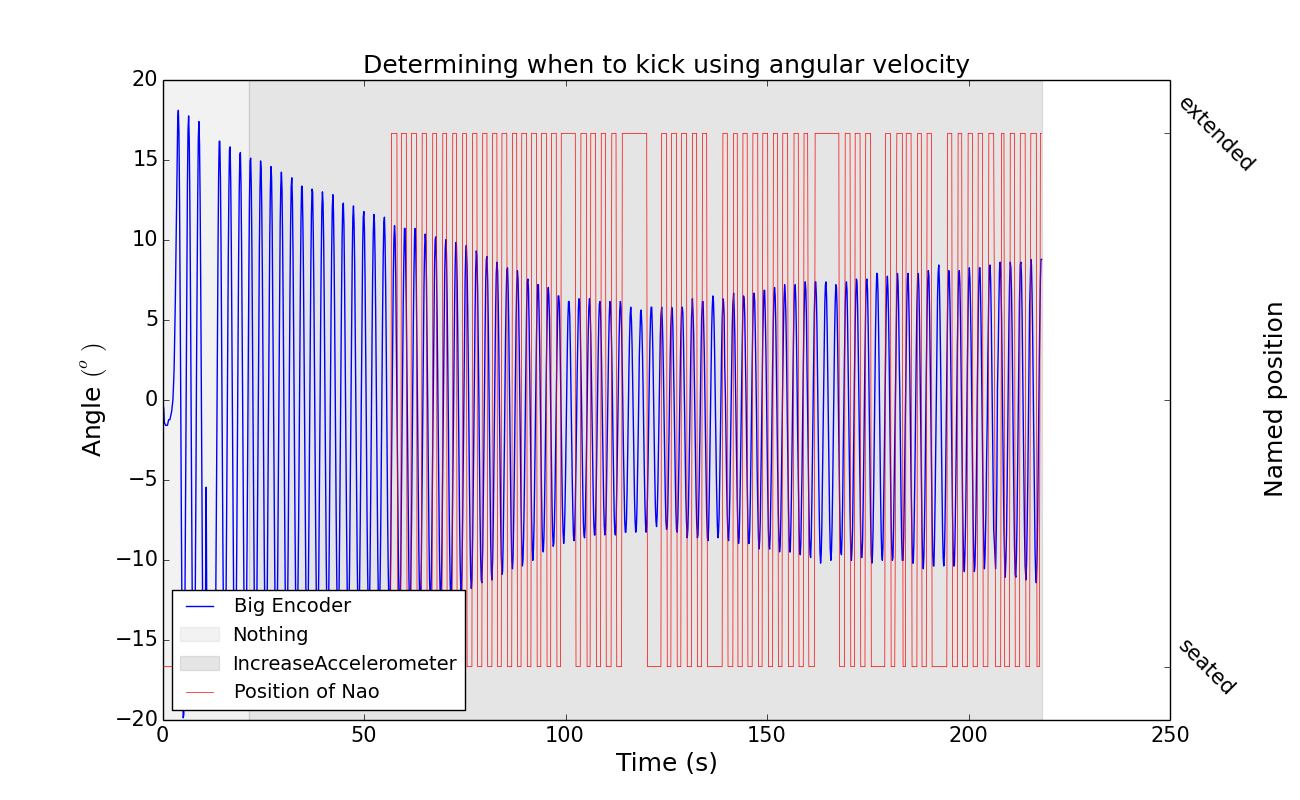 Determining when to kick using angular velocity
20
15
10
5
0
−5
−10
−15
−20
Angle (°)
0
50
100
150
200
250
Time (s)
extended
seated
Named position
Big Encoder
Nothing
IncreaseAccelerometer
Position of Nao